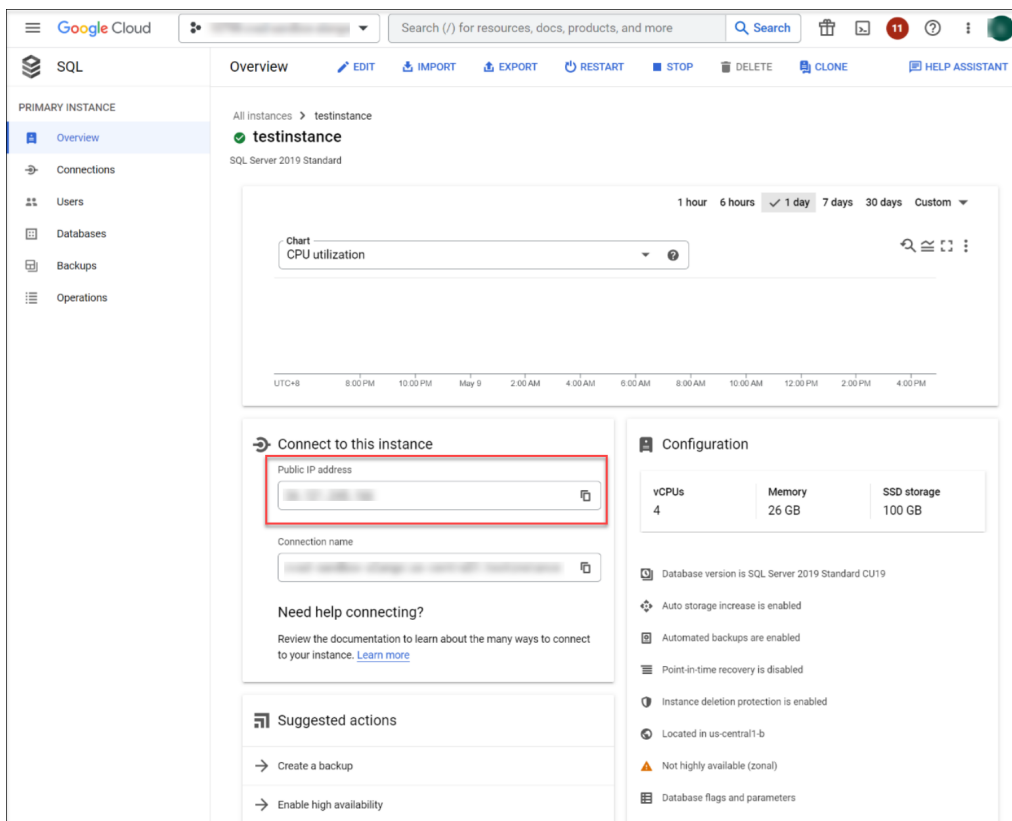 Google Cloud
Search (/) for resources, docs, products, and more
Search
11
SQL
Overview
EDIT
IMPORT
EXPORT
RESTART
STOP
DELETE
CLONE
HELP ASSISTANT
PRIMARY INSTANCE
Overview
Connections
Users
Databases
Backups
Operations
All instances > testinstance
testinstance
SQL Server 2019 Standard
1 hour
6 hours
1 day
7 days
30 days
Custom
Chart
CPU utilization
UTC+8
8:00 PM
10:00 PM
May 9
2:00 AM
4:00 AM
6:00 AM
8:00 AM
10:00 AM
12:00 PM
2:00 PM
4:00 PM
Connect to this instance
Public IP address
Connection name
Need help connecting?
Review the documentation to learn about the many ways to connect
to your instance. Learn more
Suggested actions
Create a backup
Enable high availability
Configuration
vCPUs
4
Memory
26 GB
SSD storage
100 GB
Database version is SQL Server 2019 Standard CU19
Auto storage increase is enabled
Automated backups are enabled
Point-in-time recovery is disabled
Instance deletion protection is enabled
Located in us-central1-b
Not highly available (zonal)
Database flags and parameters